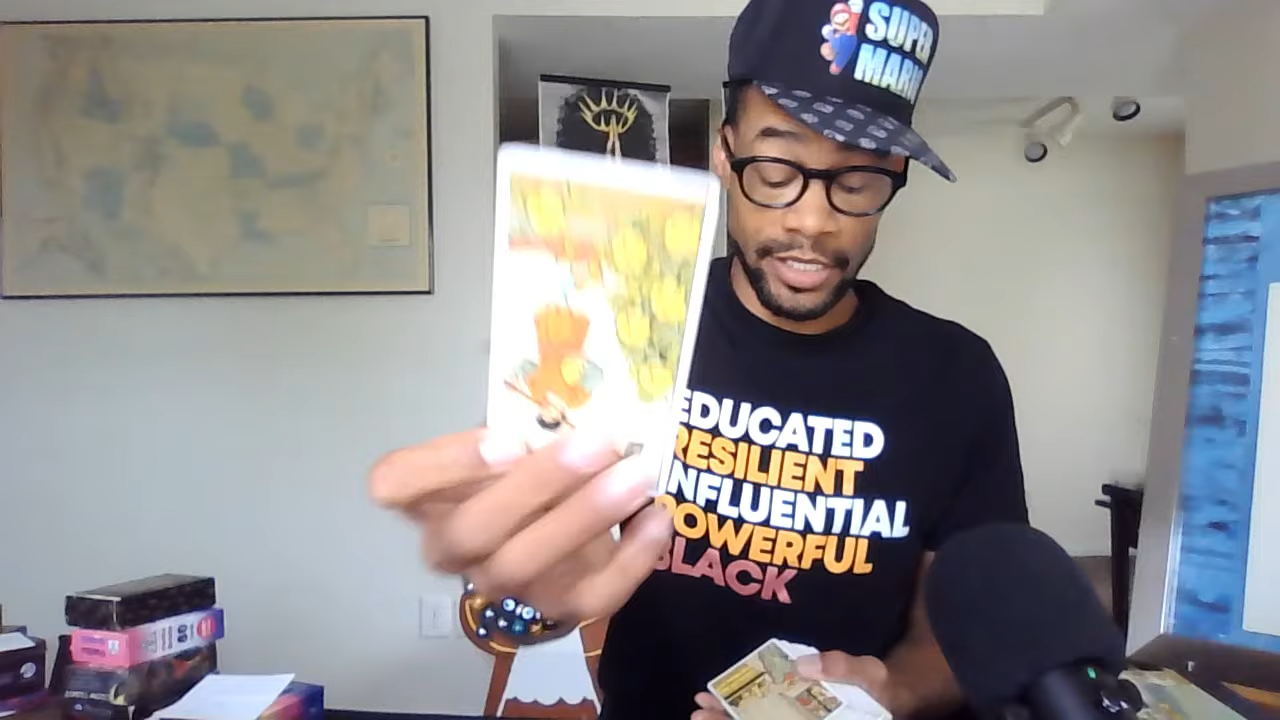 SUPER
MARIO
EDUCATED
RESILIENT
INFLUENTIAL
POWERFUL
BLACK